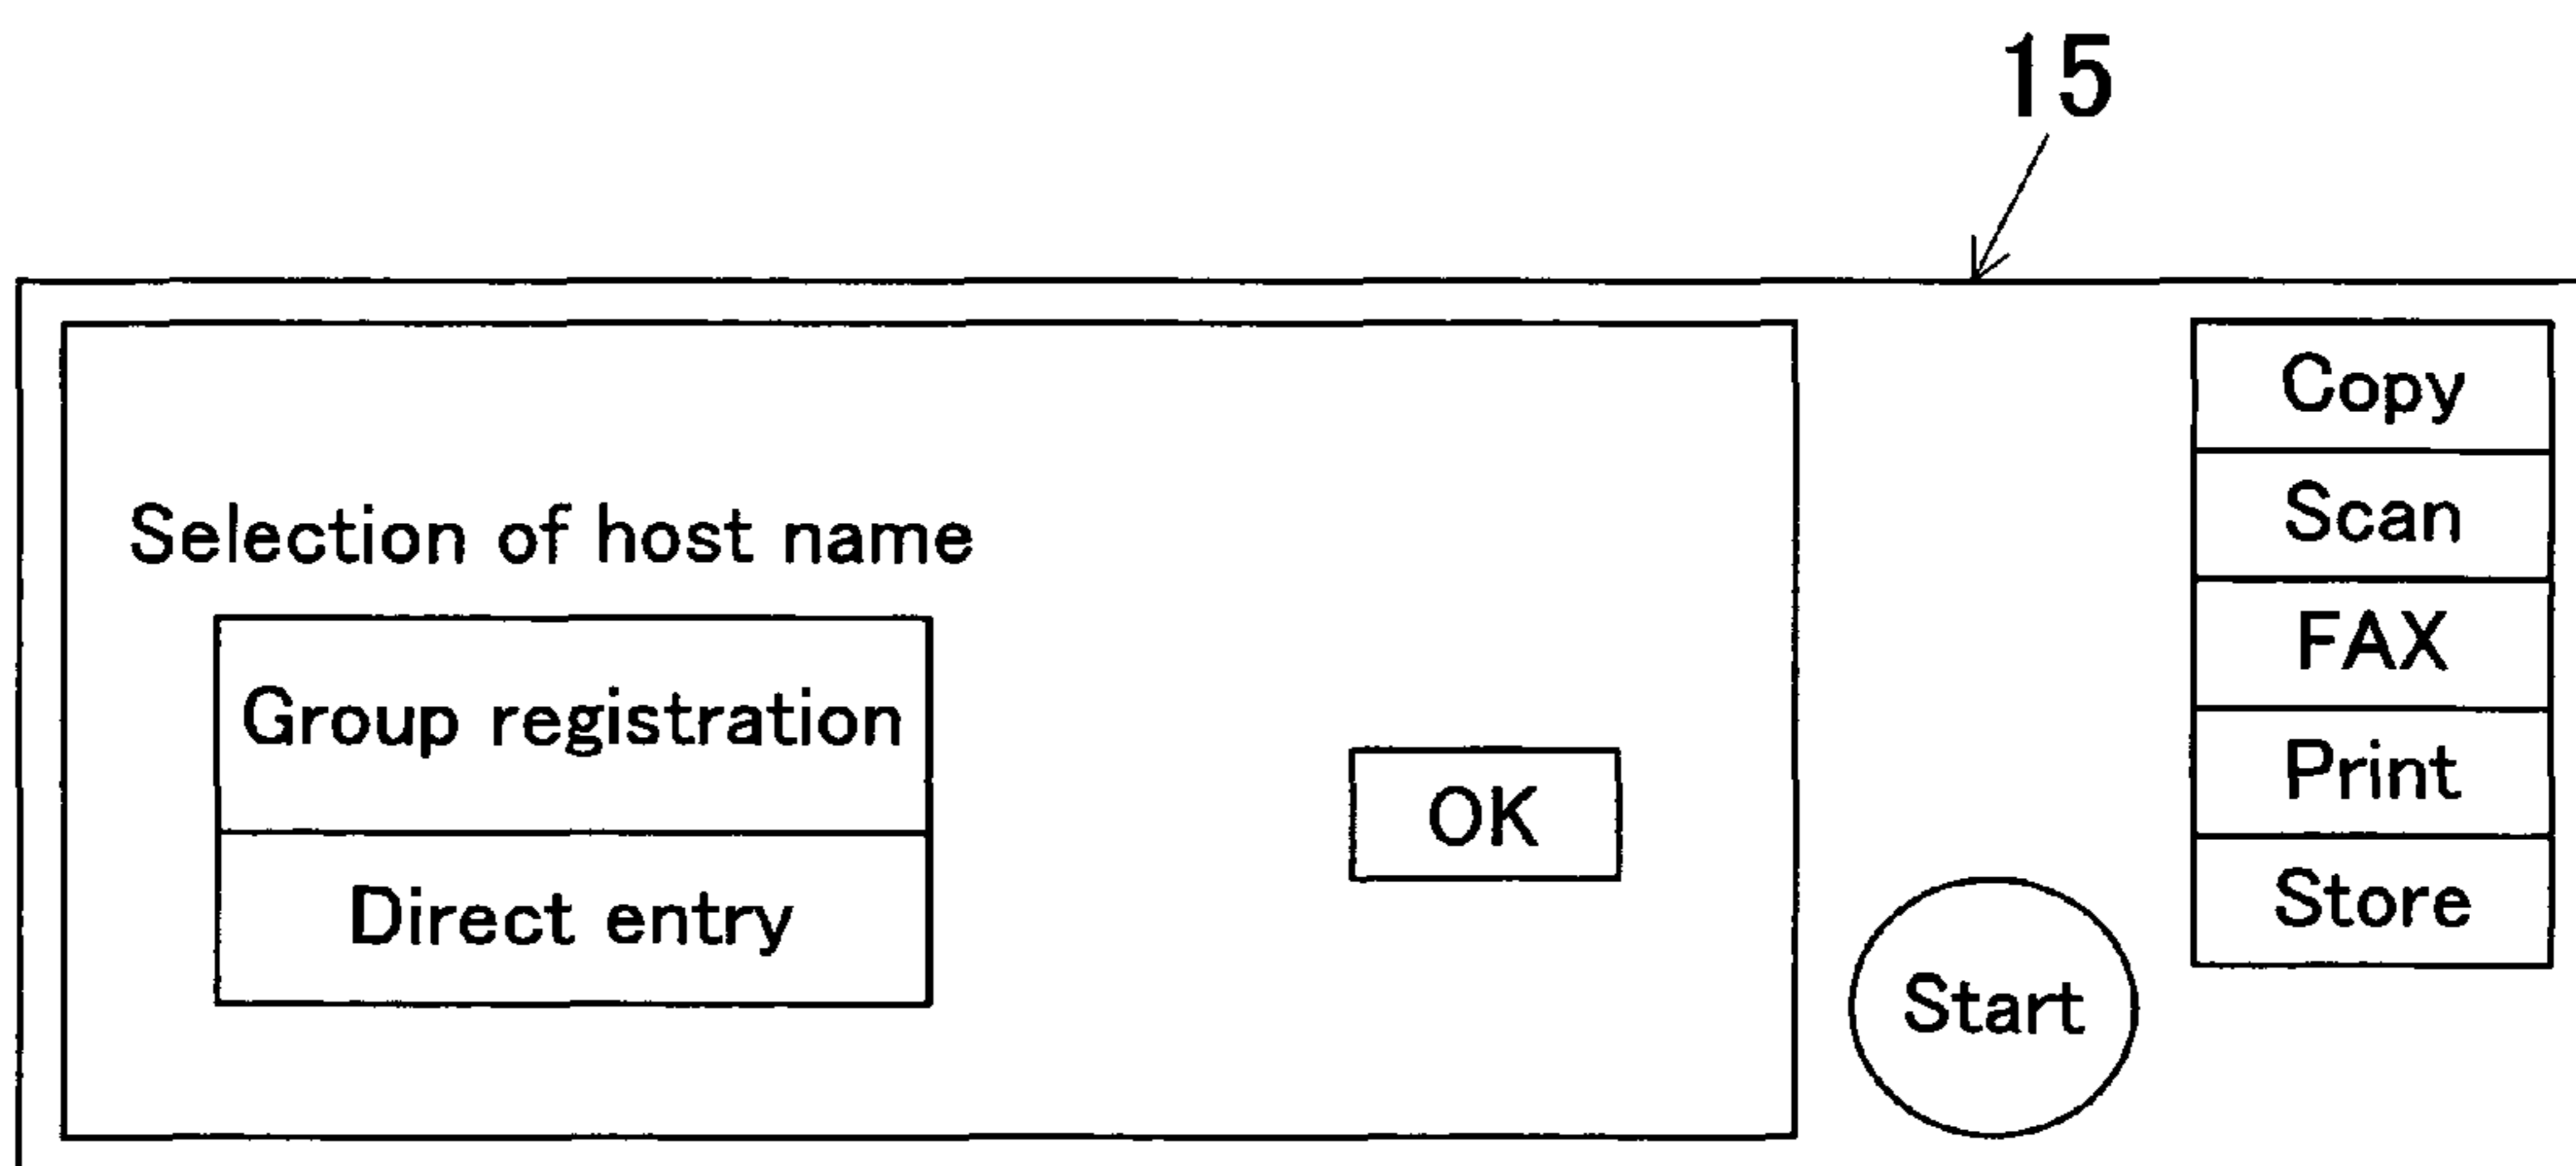 15
Selection of host name
Group registration
Direct entry
OK
Start
Copy
Scan
FAX
Print
Store